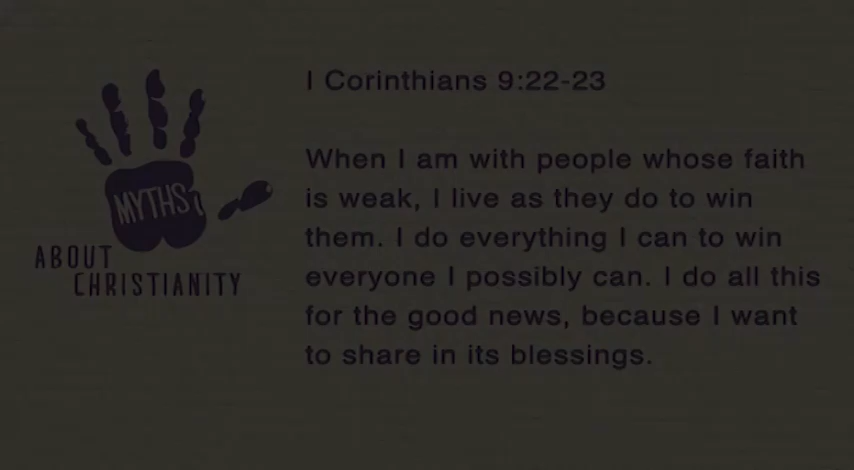 MYTHS
ABOUT
CHRISTIANITY
I Corinthians 9:22-23
When I am with people whose faith
is weak, I live as they do to win
them. I do everything I can to win
everyone I possibly can. I do all this
for the good news, because I want
to share in its blessings.